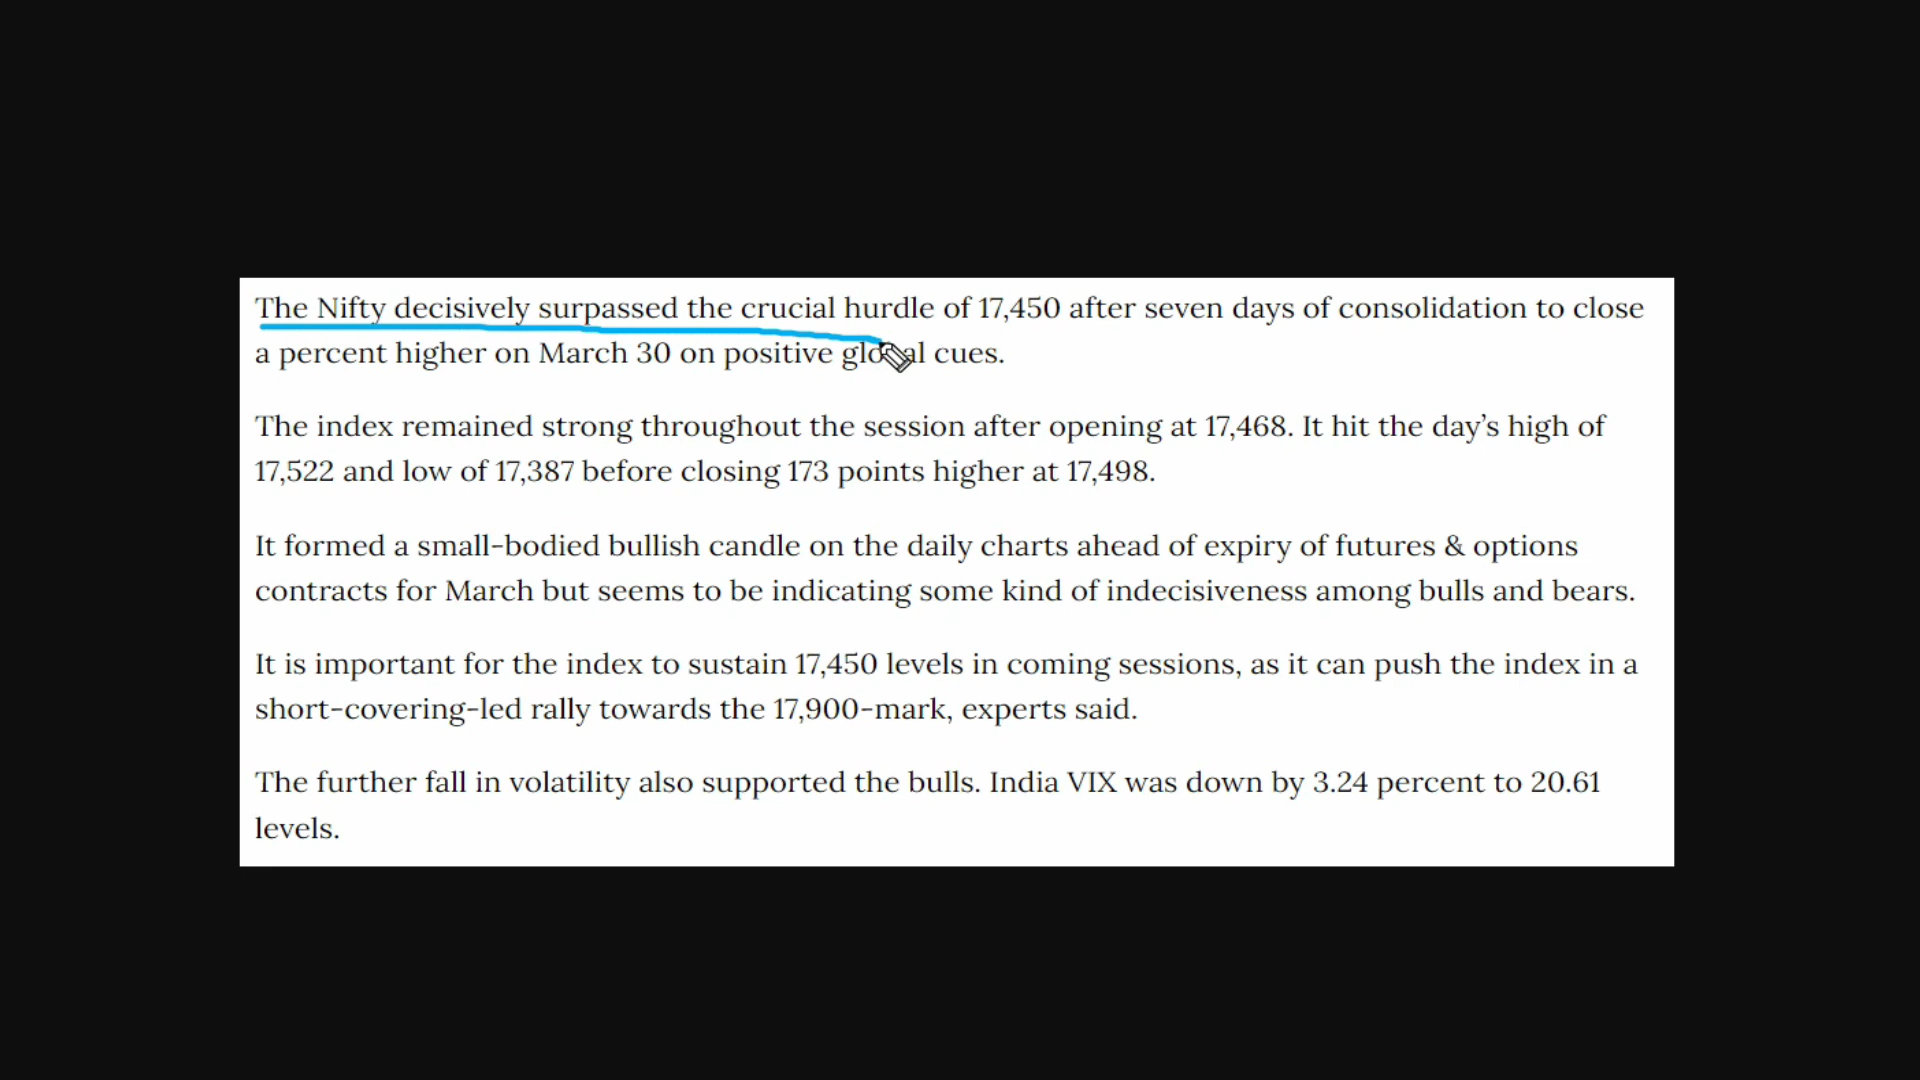 The Nifty decisively surpassed the crucial hurdle of 17,450 after seven days of consolidation to close
a percent higher on March 30 on positive global cues.
The index remained strong throughout the session after opening at 17,468. It hit the day’s high of
17,522 and low of 17,387 before closing 173 points higher at 17,498.
It formed a small-bodied bullish candle on the daily charts ahead of expiry of futures & options
contracts for March but seems to be indicating some kind of indecisiveness among bulls and bears.
It is important for the index to sustain 17,450 levels in coming sessions, as it can push the index in a
short-covering-led rally towards the 17,900-mark, experts said.
The further fall in volatility also supported the bulls. India VIX was down by 3.24 percent to 20.61
levels.